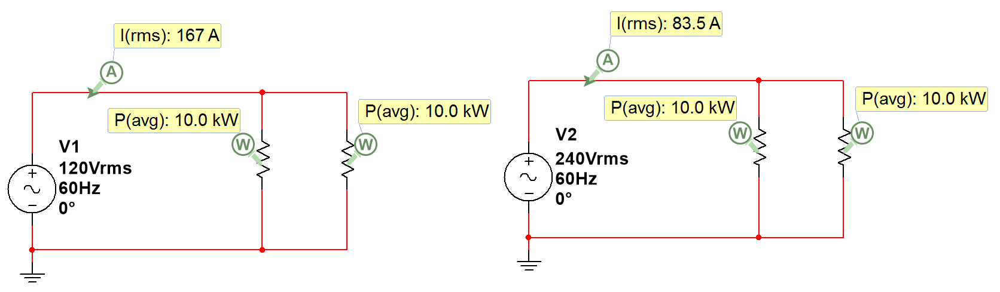 I(rms): 167 A
A
P(avg): 10.0 kW
P(avg): 10.0 kW
W
W
V1
120Vrms
60Hz
0°
I(rms): 83.5 A
A
P(avg): 10.0 kW
P(avg): 10.0 kW
W
W
V2
240Vrms
60Hz
0°